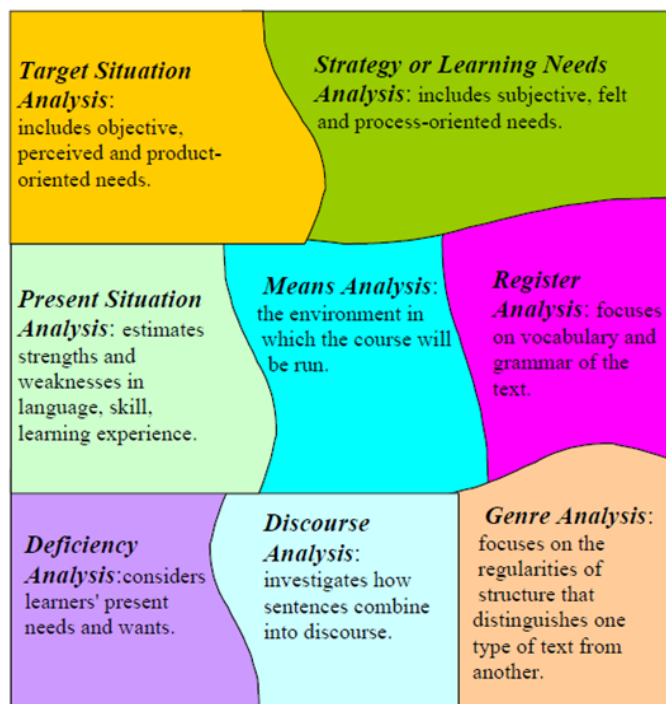 Target Situation
Analysis:
includes objective,
perceived and product-
oriented needs.
Strategy or Learning Needs
Analysis: includes subjective, felt
and process-oriented needs.
Present Situation
Analysis: estimates
strengths and
weaknesses in
language, skill,
learning experience.
Means Analysis:
the environment in
which the course will
be run.
Register
Analysis: focuses
on vocabulary and
grammar of the
text.
Deficiency
Analysis:considers
learners' present
needs and wants.
Discourse
Analysis:
investigates how
sentences combine
into discourse.
Genre Analysis:
focuses on the
regularities of
structure that
distinguishes one
type of text from
another.